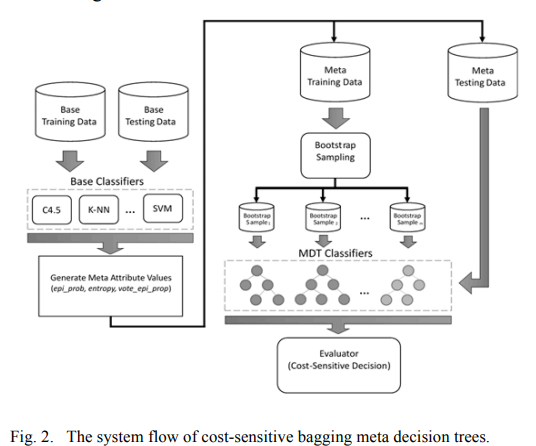 Base
Training Data
Base
Testing Data
Base Classifiers
C4.5
K-NN
...
SVM
Generate Meta Attribute Values
(epi_prob, entropy, vote_epi_prop)
Meta
Training Data
Meta
Testing Data
Bootstrap
Sampling
Bootstrap
Sample1
Bootstrap
Sample2
...
Bootstrap
Sample
MDT Classifiers
...
Evaluator
(Cost-Sensitive Decision)
Fig. 2. The system flow of cost-sensitive bagging meta decision trees.